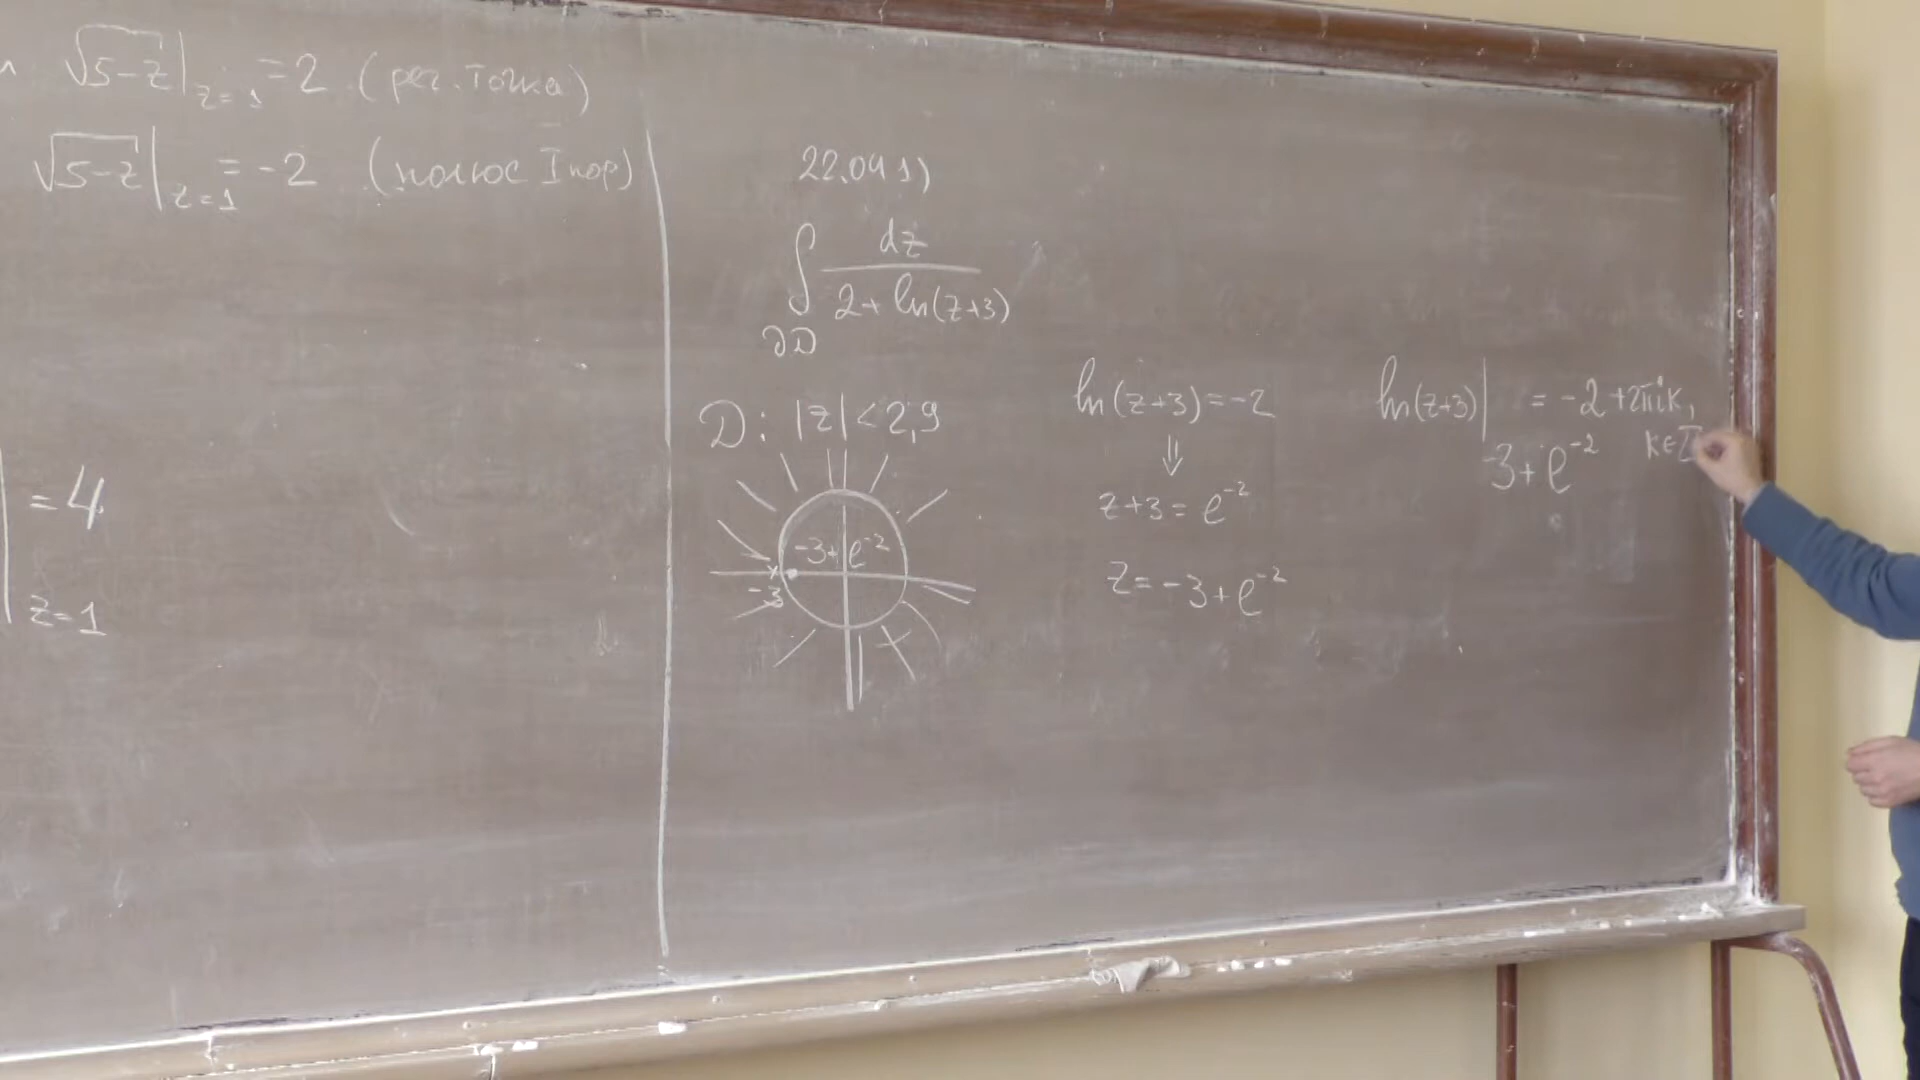 √5-z |z=1 = 2 (рег. точка)
√5-z |z=1 = -2 (полюс I пор)
= 4
z=1
22.04 1)
∫∂D dz / 2+ ln(z+3)
D: |z| < 2,9
-3+e⁻²
-3
ln(z+3) = -2
⇓
z+3 = e⁻²
z = -3+e⁻²
ln(z+3)| = -2 +2πik,
-3+e⁻² k∈Z